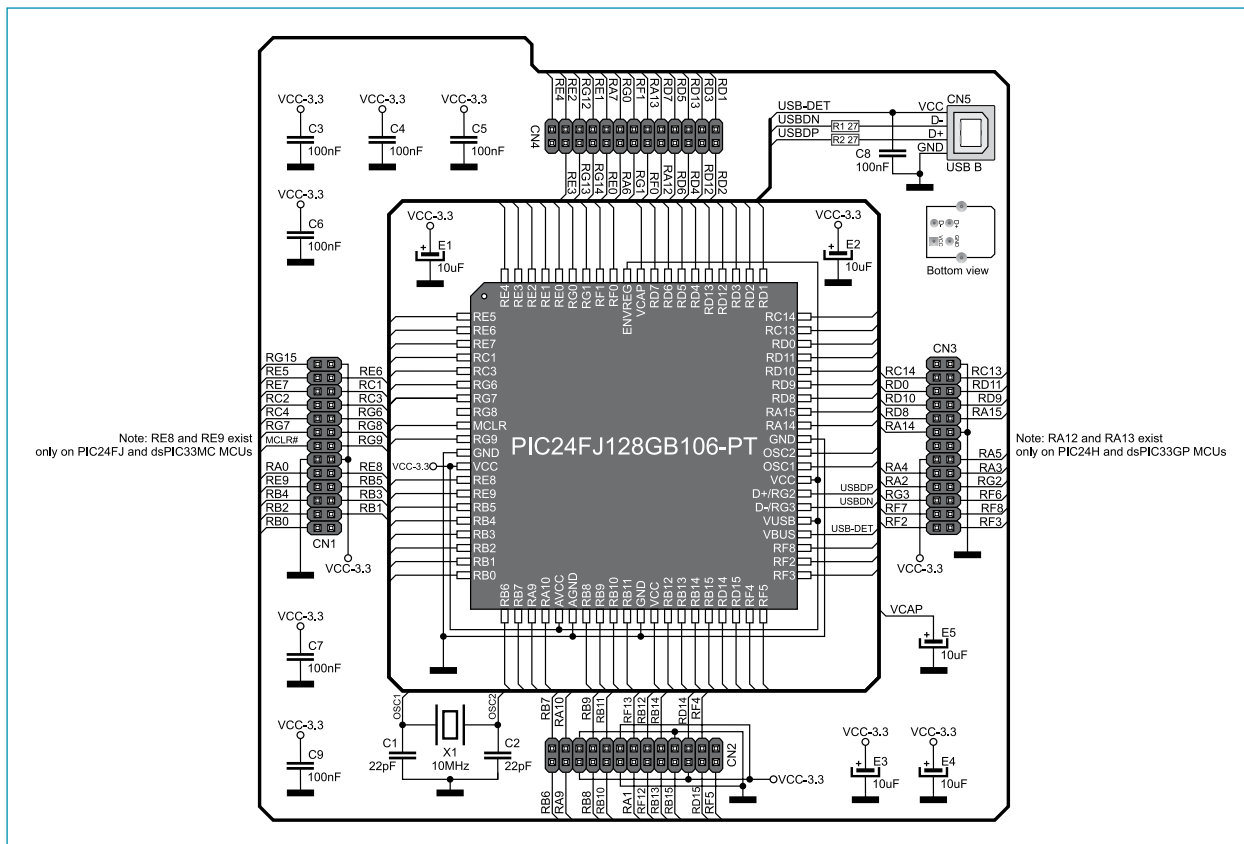 RE4
RE2
RG12
RE1
RA7
RG0
RF1
RA13
RD7
RD5
RD13
RD3
RD1
CN4
RE3
RG13
RG14
RE0
RA6
RG1
RF0
RA12
RD6
RD4
RD12
RD2
VCC-3.3
C3
100nF
VCC-3.3
C4
100nF
VCC-3.3
C5
100nF
VCC-3.3
C6
100nF
USB-DET
USBDN
USBDP
R1 27
R2 27
C8
100nF
CN5
VCC
D-
D+
GND
USB B
D-
D+
VCC
GND
Bottom view
VCC-3.3
E1
10uF
VCC-3.3
E2
10uF
RE4
RE3
RE2
RE1
RE0
RG0
RG1
RF1
RF0
ENVREG
VCAP
RD7
RD6
RD5
RD4
RD13
RD12
RD3
RD2
RD1
RE5
RE6
RE7
RC1
RC3
RG6
RG7
RG8
MCLR
RG9
GND
VCC
RE8
RE9
RB5
RB4
RB3
RB2
RB1
RB0
PIC24FJ128GB106-PT
RC14
RC13
RD0
RD11
RD10
RD9
RD8
RA15
RA14
GND
OSC2
OSC1
VCC
D+/RG2
D-/RG3
VUSB
VBUS
RF8
RF2
RF3
USBDP
USBDN
USB-DET
VCC-3.3
RB6
RB7
RA9
RA10
AVCC
AGND
RB8
RB9
RB10
RB11
GND
VCC
RB12
RB13
RB14
RB15
RD14
RD15
RF4
RF5
RG15
RE5
RE7
RC2
RC4
RG7
MCLR#
RA0
RE9
RB4
RB2
RB0
RE6
RC1
RC3
RG6
RG8
RG9
RE8
RB5
RB3
RB1
CN1
VCC-3.3
Note: RE8 and RE9 exist
only on PIC24FJ and dsPIC33MC MCUs
CN3
RC14
RD0
RD10
RD8
RA14
RA4
RA2
RG3
RF7
RF2
RC13
RD11
RD9
RA15
RA5
RA3
RG2
RF6
RF8
RF3
VCC-3.3
Note: RA12 and RA13 exist
only on PIC24H and dsPIC33GP MCUs
VCC-3.3
C7
100nF
VCC-3.3
C9
100nF
OSC1
OSC2
C1
22pF
X1
10MHz
C2
22pF
RB7
RA10
RB9
RB11
RF13
RB12
RB14
RD14
RF4
CN2
RB6
RA9
RB8
RB10
RA1
RF12
RB13
RB15
RD15
RF5
VCC-3.3
VCAP
E5
10uF
VCC-3.3
E3
10uF
VCC-3.3
E4
10uF